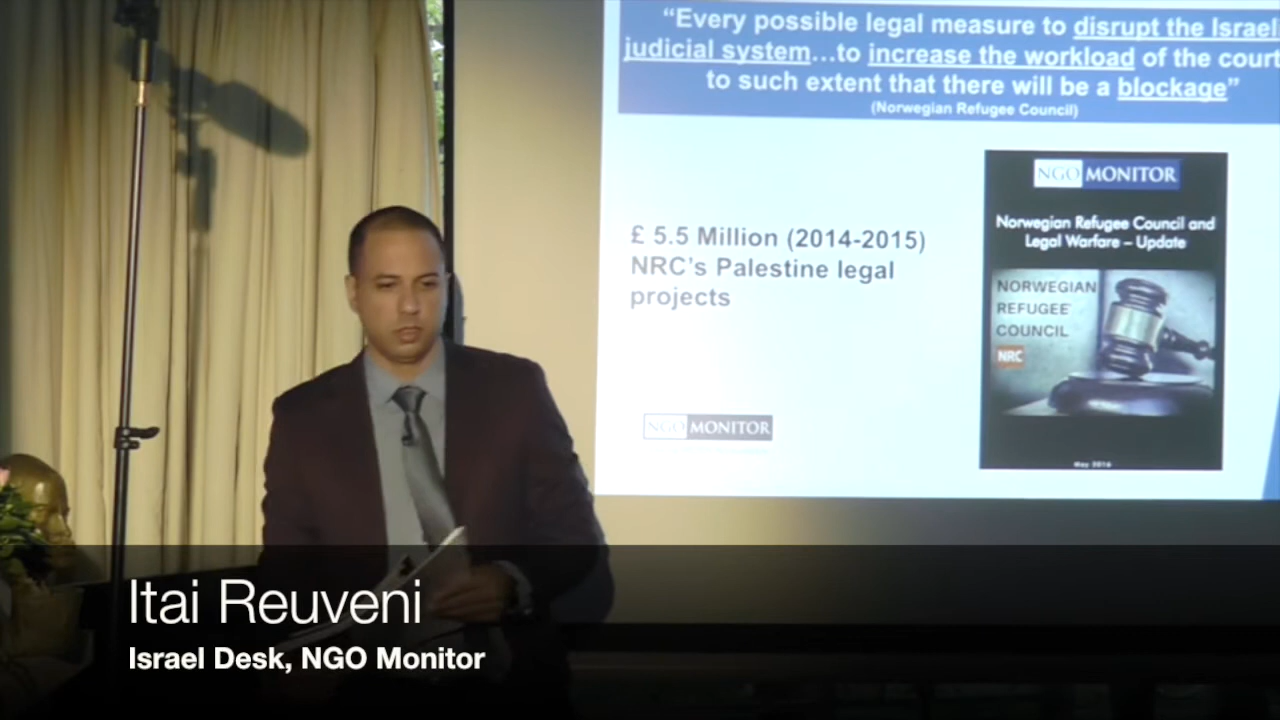 “Every possible legal measure to disrupt the Israel
judicial system…to increase the workload of the court
to such extent that there will be a blockage”
(Norwegian Refugee Council)
£ 5.5 Million (2014-2015)
NRC's Palestine legal
projects
NGO MONITOR
NGO MONITOR
Norwegian Refugee Council and
Legal Warfare – Update
NORWEGIAN
REFUGEE
COUNCIL
NRC
May 2016
Itai Reuveni
Israel Desk, NGO Monitor